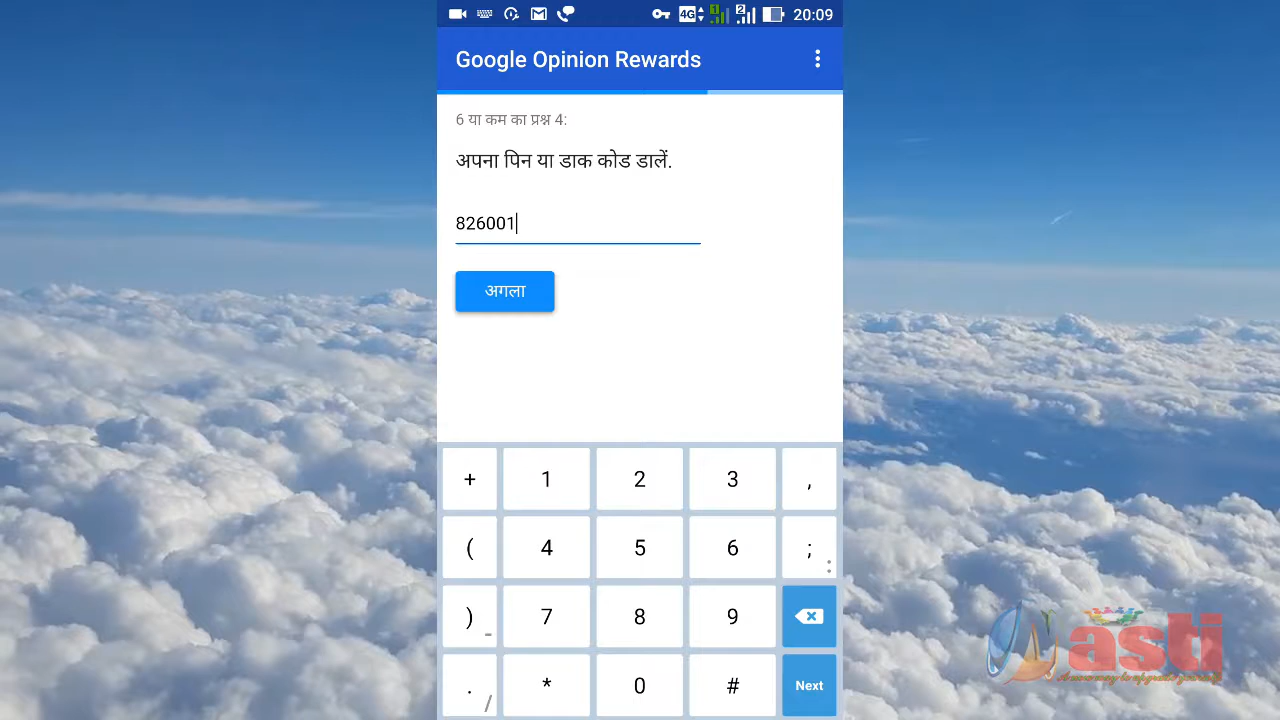 20:09
Google Opinion Rewards
6 या कम का प्रश्न 4:
अपना पिन या डाक कोड डालें.
826001
अगला
+ 1 2 3 ,
( 4 5 6 ; :
) _ 7 8 9
. / * 0 # Next
asti